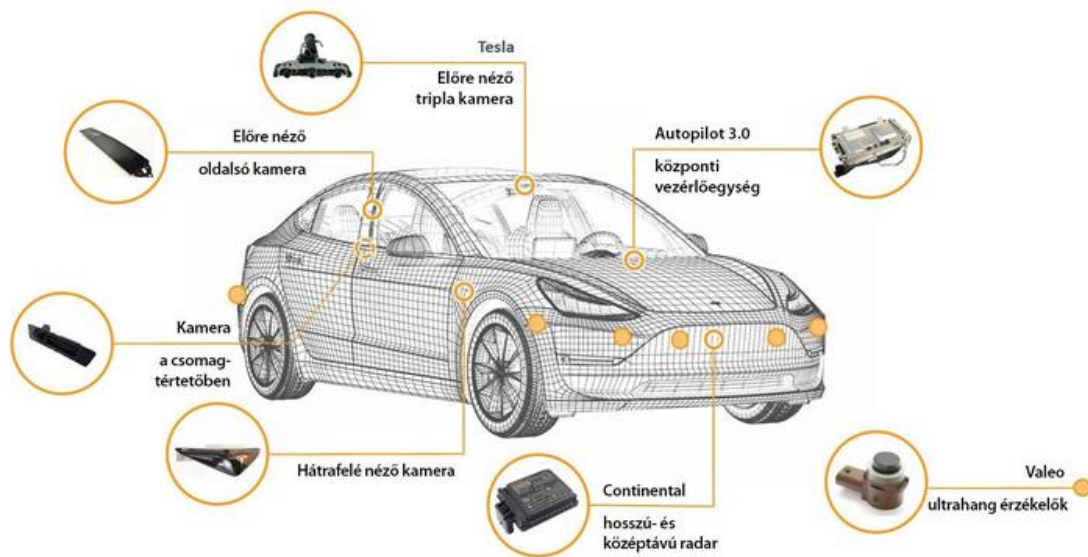 Tesla
Előre néző
tripla kamera
Előre néző
oldalsó kamera
Autopilot 3.0
központi
vezérlőegység
Kamera
a csomag-
tértetőben
Hátrafelé néző kamera
Continental
hosszú- és
középtávú radar
Valeo
ultrahang érzékelők